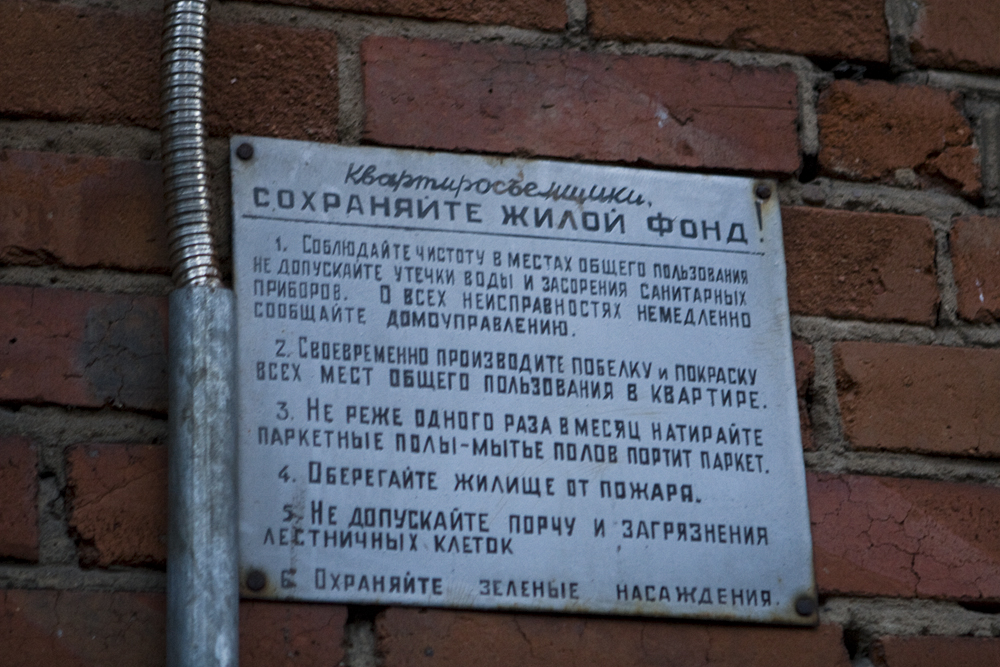 Квартиросъемщики,
СОХРАНЯЙТЕ ЖИЛОЙ ФОНД!
1. СОБЛЮДАЙТЕ ЧИСТОТУ В МЕСТАХ ОБЩЕГО ПОЛЬЗОВАНИЯ
НЕ ДОПУСКАЙТЕ УТЕЧКИ ВОДЫ И ЗАСОРЕНИЯ САНИТАРНЫХ
ПРИБОРОВ. О ВСЕХ НЕИСПРАВНОСТЯХ НЕМЕДЛЕННО
СООБЩАЙТЕ ДОМОУПРАВЛЕНИЮ.
2. СВОЕВРЕМЕННО ПРОИЗВОДИТЕ ПОБЕЛКУ и ПОКРАСКУ
ВСЕХ МЕСТ ОБЩЕГО ПОЛЬЗОВАНИЯ В КВАРТИРЕ.
3. НЕ РЕЖЕ ОДНОГО РАЗА В МЕСЯЦ НАТИРАЙТЕ
ПАРКЕТНЫЕ ПОЛЫ-МЫТЬЕ ПОЛОВ ПОРТИТ ПАРКЕТ.
4. ОБЕРЕГАЙТЕ ЖИЛИЩЕ ОТ ПОЖАРА.
5. НЕ ДОПУСКАЙТЕ ПОРЧУ И ЗАГРЯЗНЕНИЯ
ЛЕСТНИЧНЫХ КЛЕТОК
6. ОХРАНЯЙТЕ ЗЕЛЕНЫЕ НАСАЖДЕНИЯ.